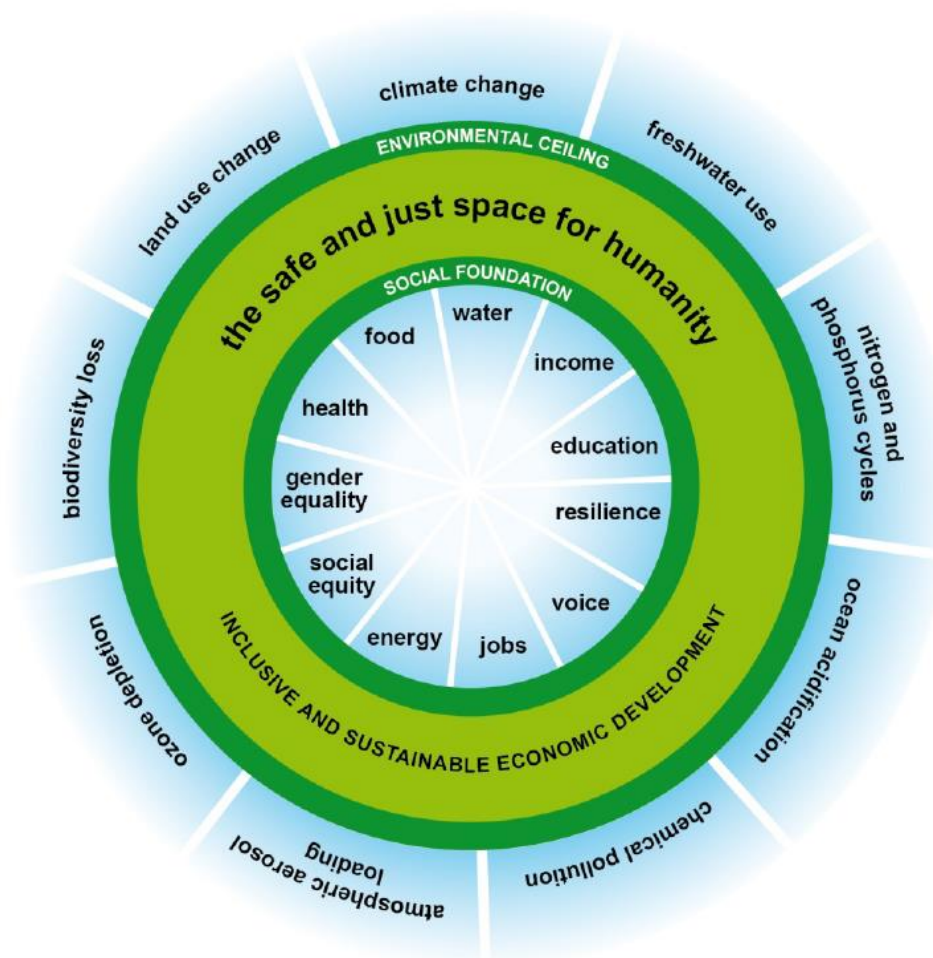 climate change
freshwater use
nitrogen and
phosphorus cycles
ocean acidification
chemical pollution
atmospheric aerosol
loading
ozone depletion
biodiversity loss
land use change
ENVIRONMENTAL CEILING
the safe and just space for humanity
SOCIAL FOUNDATION
water
income
education
resilience
voice
jobs
energy
social
equity
gender
equality
health
food
INCLUSIVE AND SUSTAINABLE ECONOMIC DEVELOPMENT